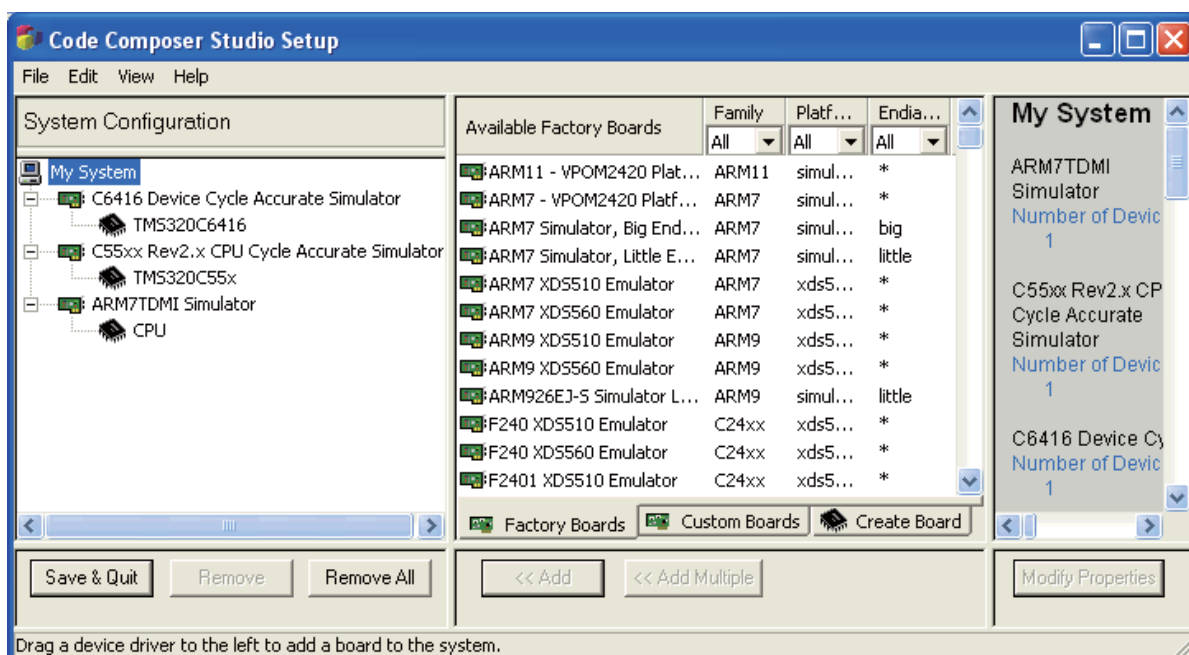 Code Composer Studio Setup
File Edit View Help
System Configuration
My System
C6416 Device Cycle Accurate Simulator
TMS320C6416
C55xx Rev2.x CPU Cycle Accurate Simulator
TMS320C55x
ARM7TDMI Simulator
CPU
Save & Quit Remove Remove All
Available Factory Boards Family Platf... Endia...
All All All
ARM11 - VPOM2420 Plat... ARM11 simul... *
ARM7 - VPOM2420 Platf... ARM7 simul... *
ARM7 Simulator, Big End... ARM7 simul... big
ARM7 Simulator, Little E... ARM7 simul... little
ARM7 XDS510 Emulator ARM7 xds5... *
ARM7 XDS560 Emulator ARM7 xds5... *
ARM9 XDS510 Emulator ARM9 xds5... *
ARM9 XDS560 Emulator ARM9 xds5... *
ARM926EJ-S Simulator L... ARM9 simul... little
F240 XDS510 Emulator C24xx xds5... *
F240 XDS560 Emulator C24xx xds5... *
F2401 XDS510 Emulator C24xx xds5... *
Factory Boards Custom Boards Create Board
<< Add << Add Multiple
My System
ARM7TDMI
Simulator
Number of Devic
1
C55xx Rev2.x CP
Cycle Accurate
Simulator
Number of Devic
1
C6416 Device Cy
Number of Devic
1
Modify Properties
Drag a device driver to the left to add a board to the system.